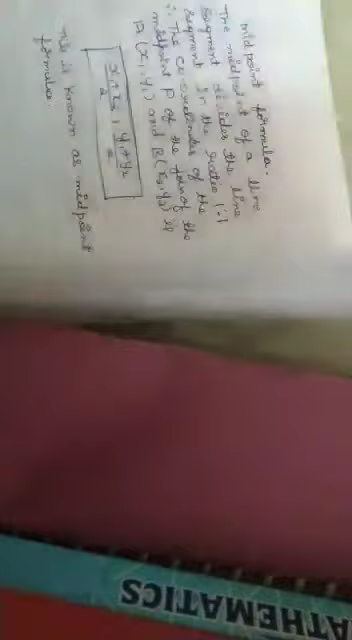 midpoint formula.
The midpoint of a line
segment divides the line
segment in the ratio 1:1
∴ The co-ordinates of the
midpoint P of the join of the
A (x₁, y₁) and B (x₂, y₂) is
x₁+x₂/2 , y₁+y₂/2
This is known as midpoint
formula.
ATHEMATICS